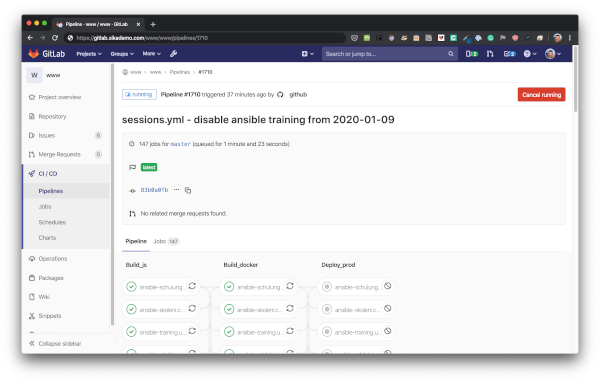 Pipeline · www / www · GitLab
https://gitlab.sikademo.com/www/www/pipelines/1710
GitLab Projects Groups More Search or jump to...
W www
www › www › Pipelines › #1710
Project overview
running Pipeline #1710 triggered 37 minutes ago by github Cancel running
Repository
sessions.yml - disable ansible training from 2020-01-09
Issues 0
147 jobs for master (queued for 1 minute and 23 seconds)
Merge Requests 0
latest
CI / CD
83b0a0fb ...
Pipelines
Jobs
No related merge requests found.
Schedules
Charts
Pipeline Jobs 147
Operations
Build_js Build_docker Deploy_prod
Packages
ansible-schulung... ansible-schulung... ansible-schulung...
Wiki
ansible-skoleni.c... ansible-skoleni.c... ansible-skoleni.c...
Snippets
ansible-training.u... ansible-training.u... ansible-training.u...
Collapse sidebar